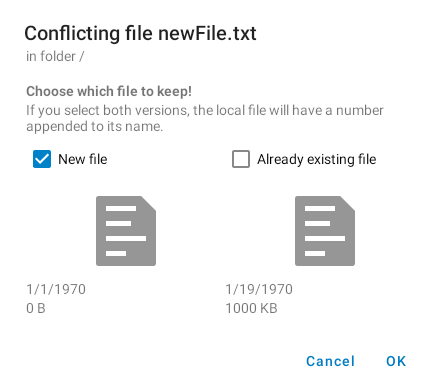 Conflicting file newFile.txt
in folder /
Choose which file to keep!
If you select both versions, the local file will have a number
appended to its name.
New file
Already existing file
1/1/1970
1/19/1970
0 B
1000 KB
Cancel
OK